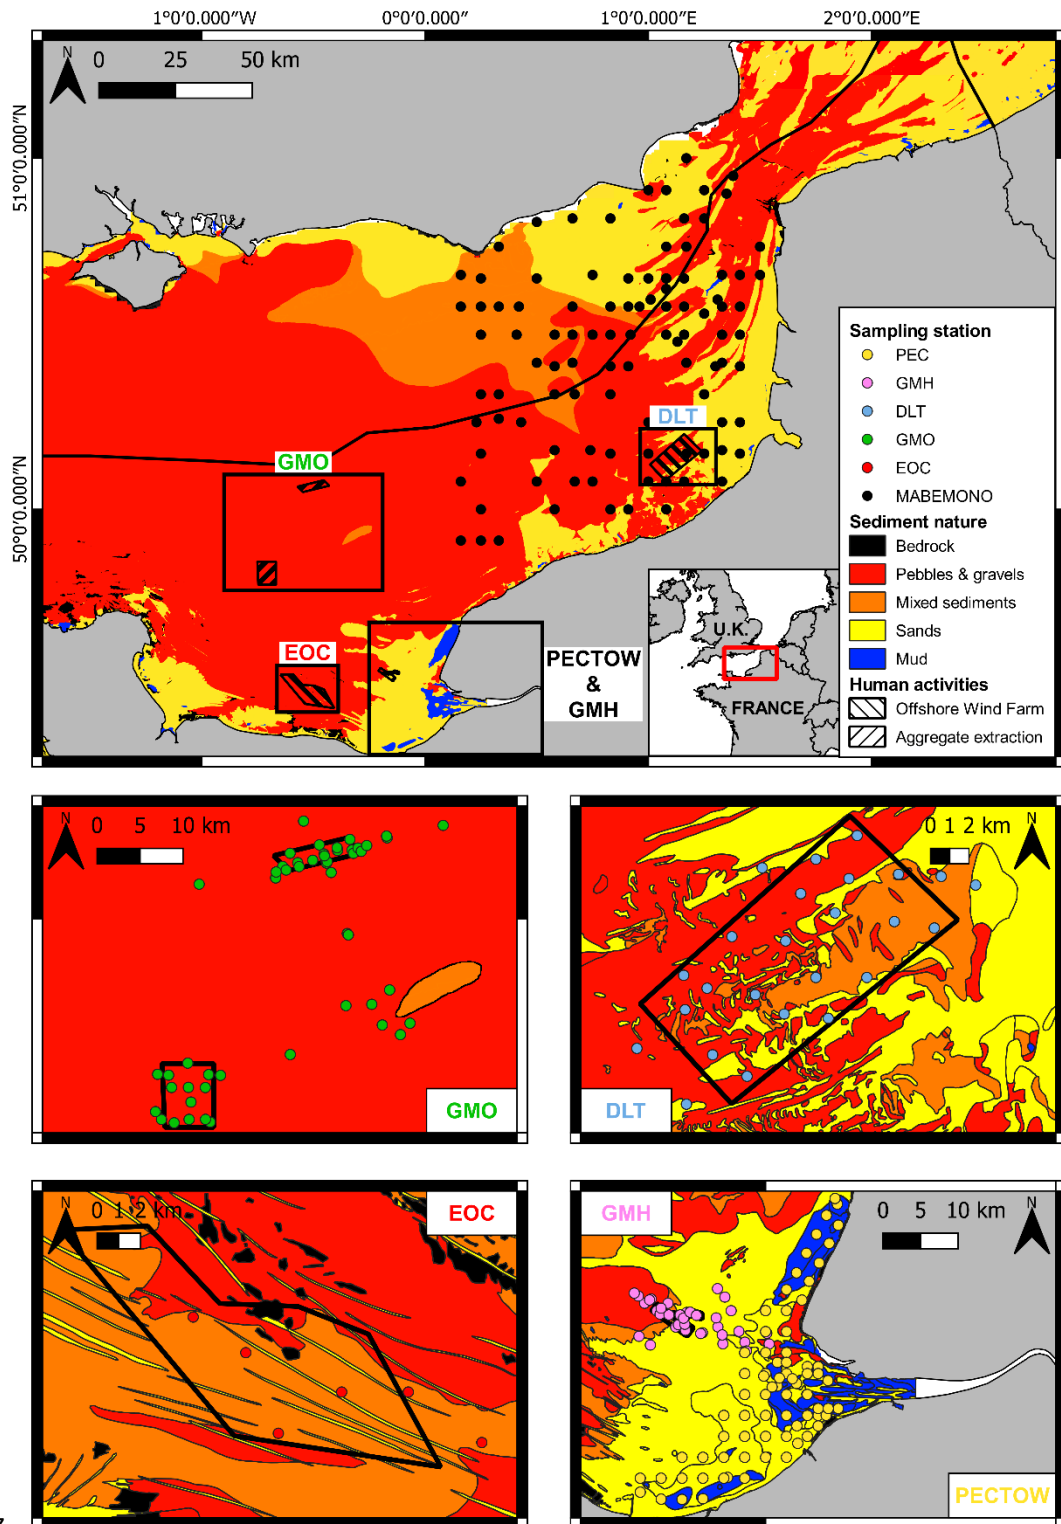 1°0'0.000"W 0°0'0.000"E 1°0'0.000"E 2°0'0.000"E
N
0 25 50 km
51°0'0.000"N
50°0'0.000"N
DLT
GMO
EOC
PECTOW
&
GMH
U.K.
FRANCE
Sampling station
PEC
GMH
DLT
GMO
EOC
MABEMONO
Sediment nature
Bedrock
Pebbles & gravels
Mixed sediments
Sands
Mud
Human activities
Offshore Wind Farm
Aggregate extraction
N
0 5 10 km
GMO
0 1 2 km
N
DLT
N
0 1 2 km
EOC
GMH
0 5 10 km
N
PECTOW